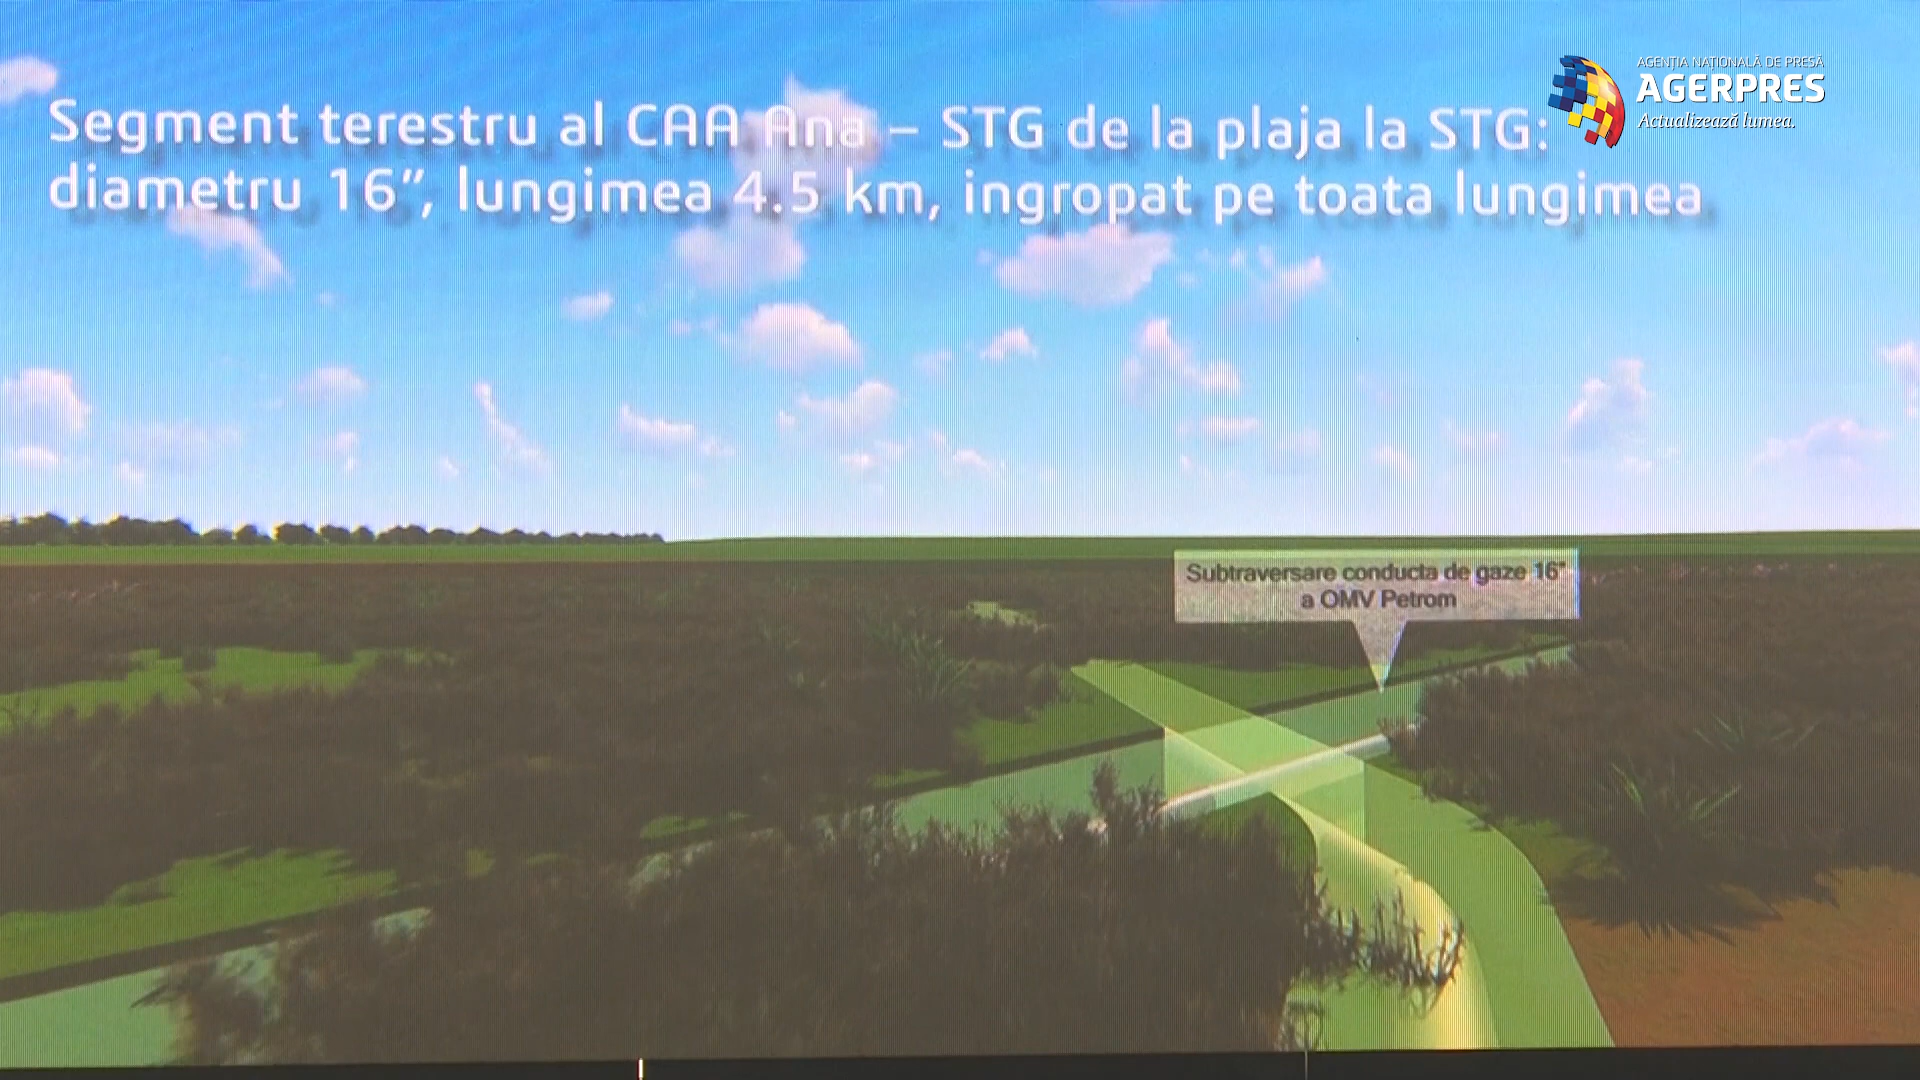 AGENȚIA NAȚIONALĂ DE PRESĂ
AGERPRES
Actualizează lumea.
Segment terestru al CAA Ana – STG de la plaja la STG:
diametru 16”, lungimea 4.5 km, ingropat pe toata lungimea
Subtraversare conducta de gaze 16"
a OMV Petrom